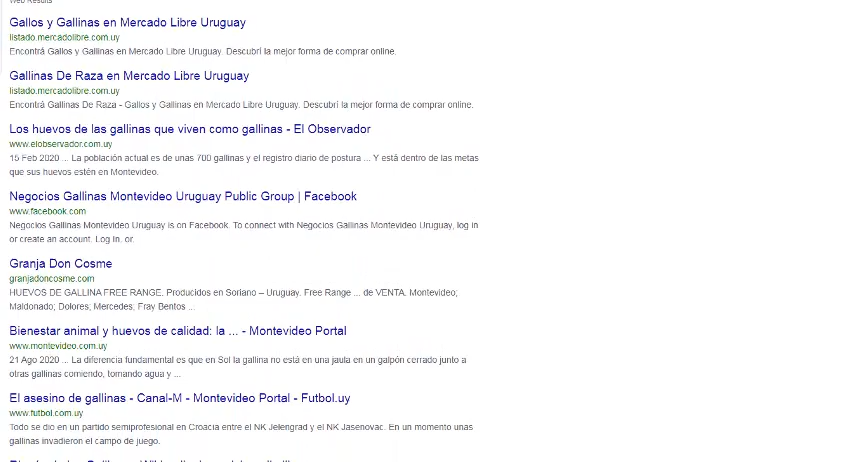 Web Results
Gallos y Gallinas en Mercado Libre Uruguay
listado.mercadolibre.com.uy
Encontrá Gallos y Gallinas en Mercado Libre Uruguay. Descubrí la mejor forma de comprar online.
Gallinas De Raza en Mercado Libre Uruguay
listado.mercadolibre.com.uy
Encontrá Gallinas De Raza - Gallos y Gallinas en Mercado Libre Uruguay. Descubrí la mejor forma de comprar online.
Los huevos de las gallinas que viven como gallinas - El Observador
www.elobservador.com.uy
15 Feb 2020 ... La población actual es de unas 700 gallinas y el registro diario de postura ... Y está dentro de las metas
que sus huevos estén en Montevideo.
Negocios Gallinas Montevideo Uruguay Public Group | Facebook
www.facebook.com
Negocios Gallinas Montevideo Uruguay is on Facebook. To connect with Negocios Gallinas Montevideo Uruguay, log in
or create an account. Log In. or.
Granja Don Cosme
granjadoncosme.com
HUEVOS DE GALLINA FREE RANGE. Producidos en Soriano – Uruguay. Free Range ... de VENTA. Montevideo;
Maldonado; Dolores; Mercedes; Fray Bentos ...
Bienestar animal y huevos de calidad: la ... - Montevideo Portal
www.montevideo.com.uy
21 Ago 2020 ... La diferencia fundamental es que en Sol la gallina no está en una jaula en un galpón cerrado junto a
otras gallinas comiendo, tomando agua y ...
El asesino de gallinas - Canal-M - Montevideo Portal - Futbol.uy
www.futbol.com.uy
Todo se dio en un partido semiprofesional en Croacia entre el NK Jelengrad y el NK Jasenovac. En un momento unas
gallinas invadieron el campo de juego.